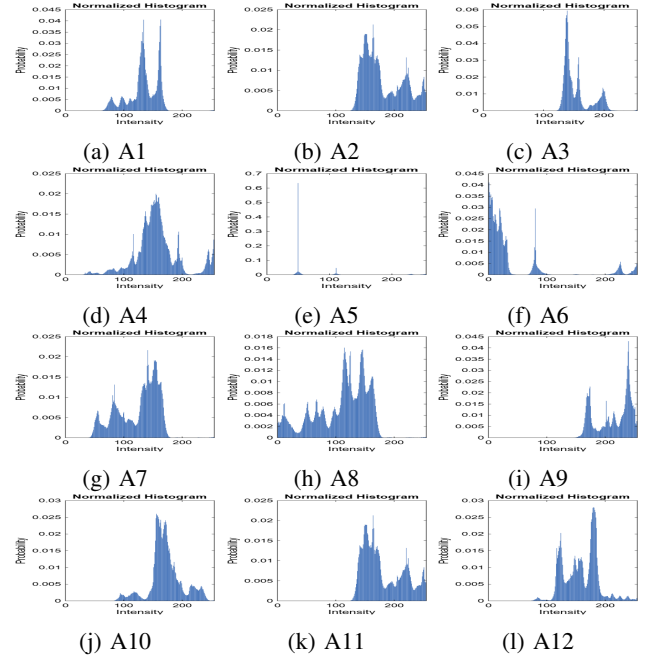 Normalized Histogram Normalized Histogram Normalized Histogram
0.045 0.04 0.035 0.03 0.025 0.02 0.015 0.01 0.005 0
Probability
0 100 200
Intensity
0.025 0.02 0.015 0.01 0.005 0
Probability
0 100 200
Intensity
0.06 0.05 0.04 0.03 0.02 0.01 0
Probability
0 100 200
Intensity
(a) A1 (b) A2 (c) A3
Normalized Histogram Normalized Histogram Normalized Histogram
0.025 0.02 0.015 0.01 0.005 0
Probability
0 100 200
Intensity
0.7 0.6 0.5 0.4 0.3 0.2 0.1 0
Probability
0 100 200
Intensity
0.045 0.04 0.035 0.03 0.025 0.02 0.015 0.01 0.005 0
Probability
0 100 200
Intensity
(d) A4 (e) A5 (f) A6
Normalized Histogram Normalized Histogram Normalized Histogram
0.025 0.02 0.015 0.01 0.005 0
Probability
0 100 200
Intensity
0.018 0.016 0.014 0.012 0.01 0.008 0.006 0.004 0.002 0
Probability
0 100 200
Intensity
0.045 0.04 0.035 0.03 0.025 0.02 0.015 0.01 0.005 0
Probability
0 100 200
Intensity
(g) A7 (h) A8 (i) A9
Normalized Histogram Normalized Histogram Normalized Histogram
0.03 0.025 0.02 0.015 0.01 0.005 0
Probability
0 100 200
Intensity
0.025 0.02 0.015 0.01 0.005 0
Probability
0 100 200
Intensity
0.03 0.025 0.02 0.015 0.01 0.005 0
Probability
0 100 200
Intensity
(j) A10 (k) A11 (l) A12